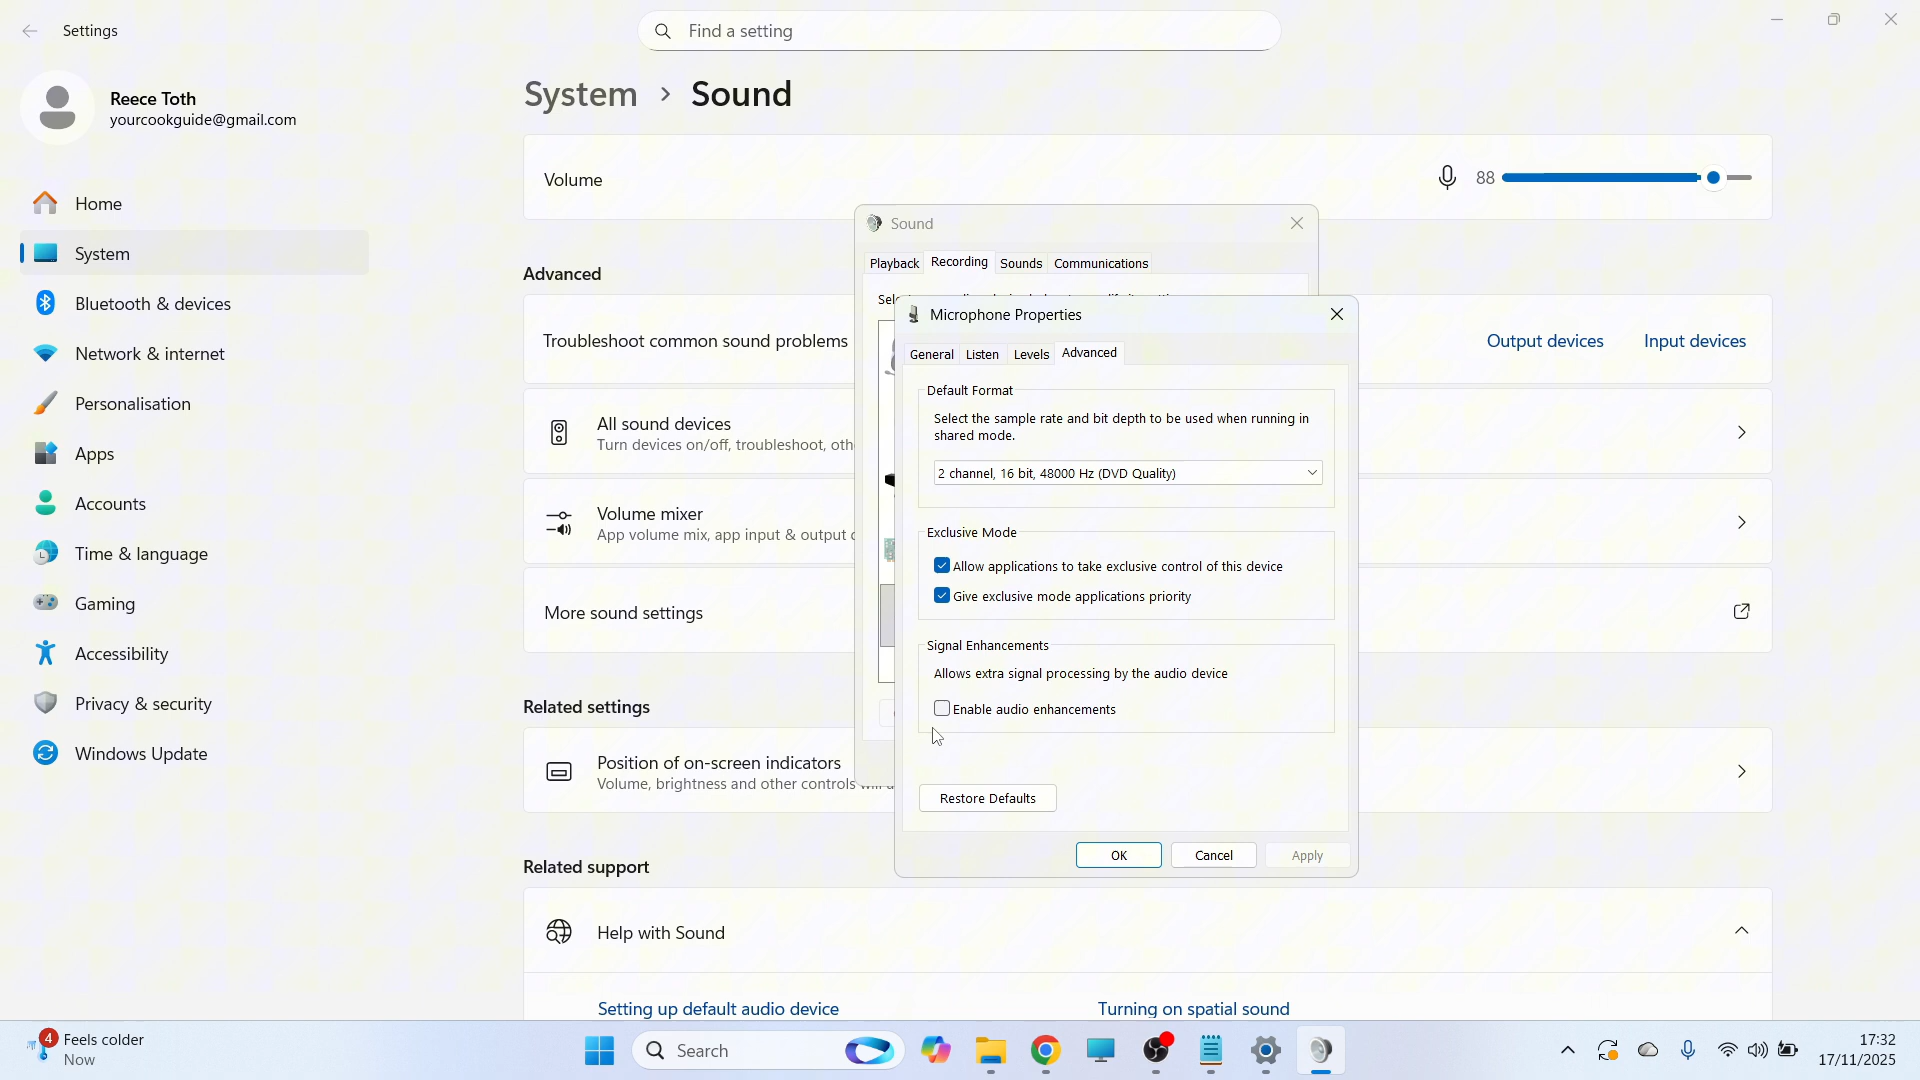 Settings
Find a setting
Reece Toth
yourcookguide@gmail.com
Home
System
Bluetooth & devices
Network & internet
Personalisation
Apps
Accounts
Time & language
Gaming
Accessibility
Privacy & security
Windows Update
System > Sound
Volume
88
Advanced
Troubleshoot common sound problems
Output devices
Input devices
All sound devices
Turn devices on/off, troubleshoot, oth
Volume mixer
App volume mix, app input & output
More sound settings
Related settings
Position of on-screen indicators
Volume, brightness and other controls
Related support
Help with Sound
Setting up default audio device
Turning on spatial sound
Sound
Playback
Recording
Sounds
Communications
Microphone Properties
General
Listen
Levels
Advanced
Default Format
Select the sample rate and bit depth to be used when running in
shared mode.
2 channel, 16 bit, 48000 Hz (DVD Quality)
Exclusive Mode
Allow applications to take exclusive control of this device
Give exclusive mode applications priority
Signal Enhancements
Allows extra signal processing by the audio device
Enable audio enhancements
Restore Defaults
OK
Cancel
Apply
4
Feels colder
Now
Search
17:32
17/11/2025